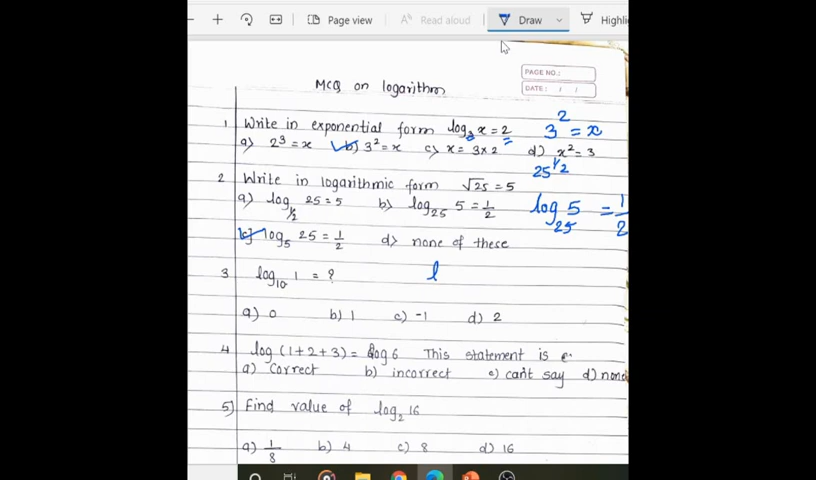 Page view Read aloud Draw
PAGE NO.:
DATE: / /
MCQ on logarithm
1 Write in exponential form log₃ x = 2
3² = x
a) 2³ = x b) 3² = x c) x = 3 x 2 d) x² = 3
25^½
2 Write in logarithmic form √25 = 5
a) log_½ 25 = 5 b) log₂₅ 5 = ½
log₂₅ 5 = ½
c) log₅ 25 = ½ d) none of these
3 log₁₀ 1 = ?
a) 0 b) 1 c) -1 d) 2
4 log (1+2+3) = log 6 This statement is
a) Correct b) incorrect c) can't say d) none
5) Find value of log₂ 16
a) ⅛ b) 4 c) 8 d) 16